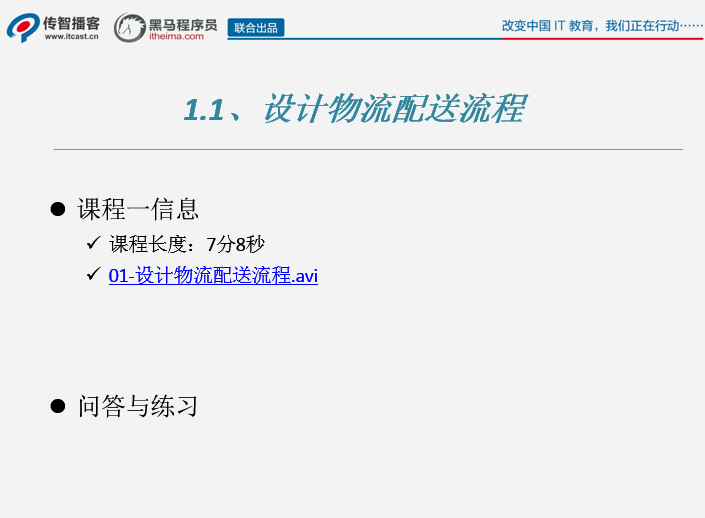 传智播客
www.itcast.cn
黑马程序员
itheima.com
联合出品
改变中国 IT 教育，我们正在行动……
1.1、设计物流配送流程
课程一信息
课程长度：7分8秒
01-设计物流配送流程.avi
问答与练习